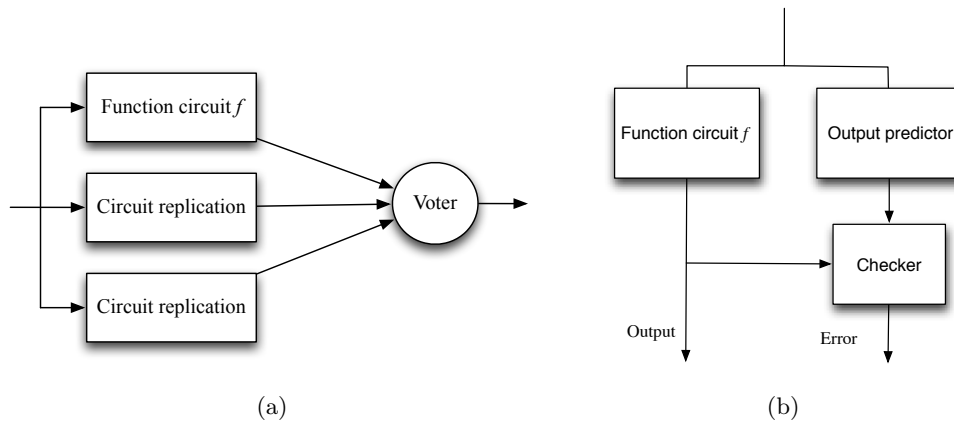 Function circuit f
Circuit replication
Circuit replication
Voter
(a)
Function circuit f
Output predictor
Checker
Output
Error
(b)